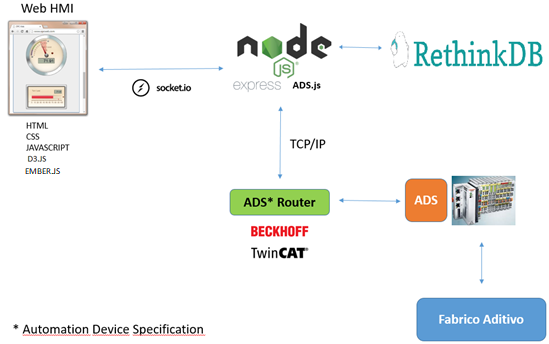 Web HMI
node
JS
express
ADS.js
RethinkDB
socket.io
HTML
CSS
JAVASCRIPT
D3.JS
EMBER.JS
TCP/IP
ADS* Router
ADS
BECKHOFF
TwinCAT®
Fabrico Aditivo
* Automation Device Specification